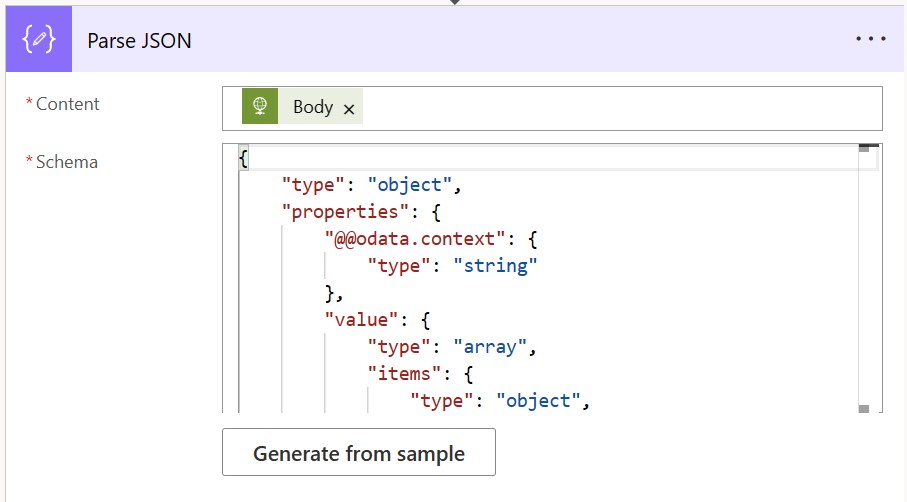 Parse JSON
* Content
Body
* Schema
{
"type": "object",
"properties": {
"@@odata.context": {
"type": "string"
},
"value": {
"type": "array",
"items": {
"type": "object",
Generate from sample